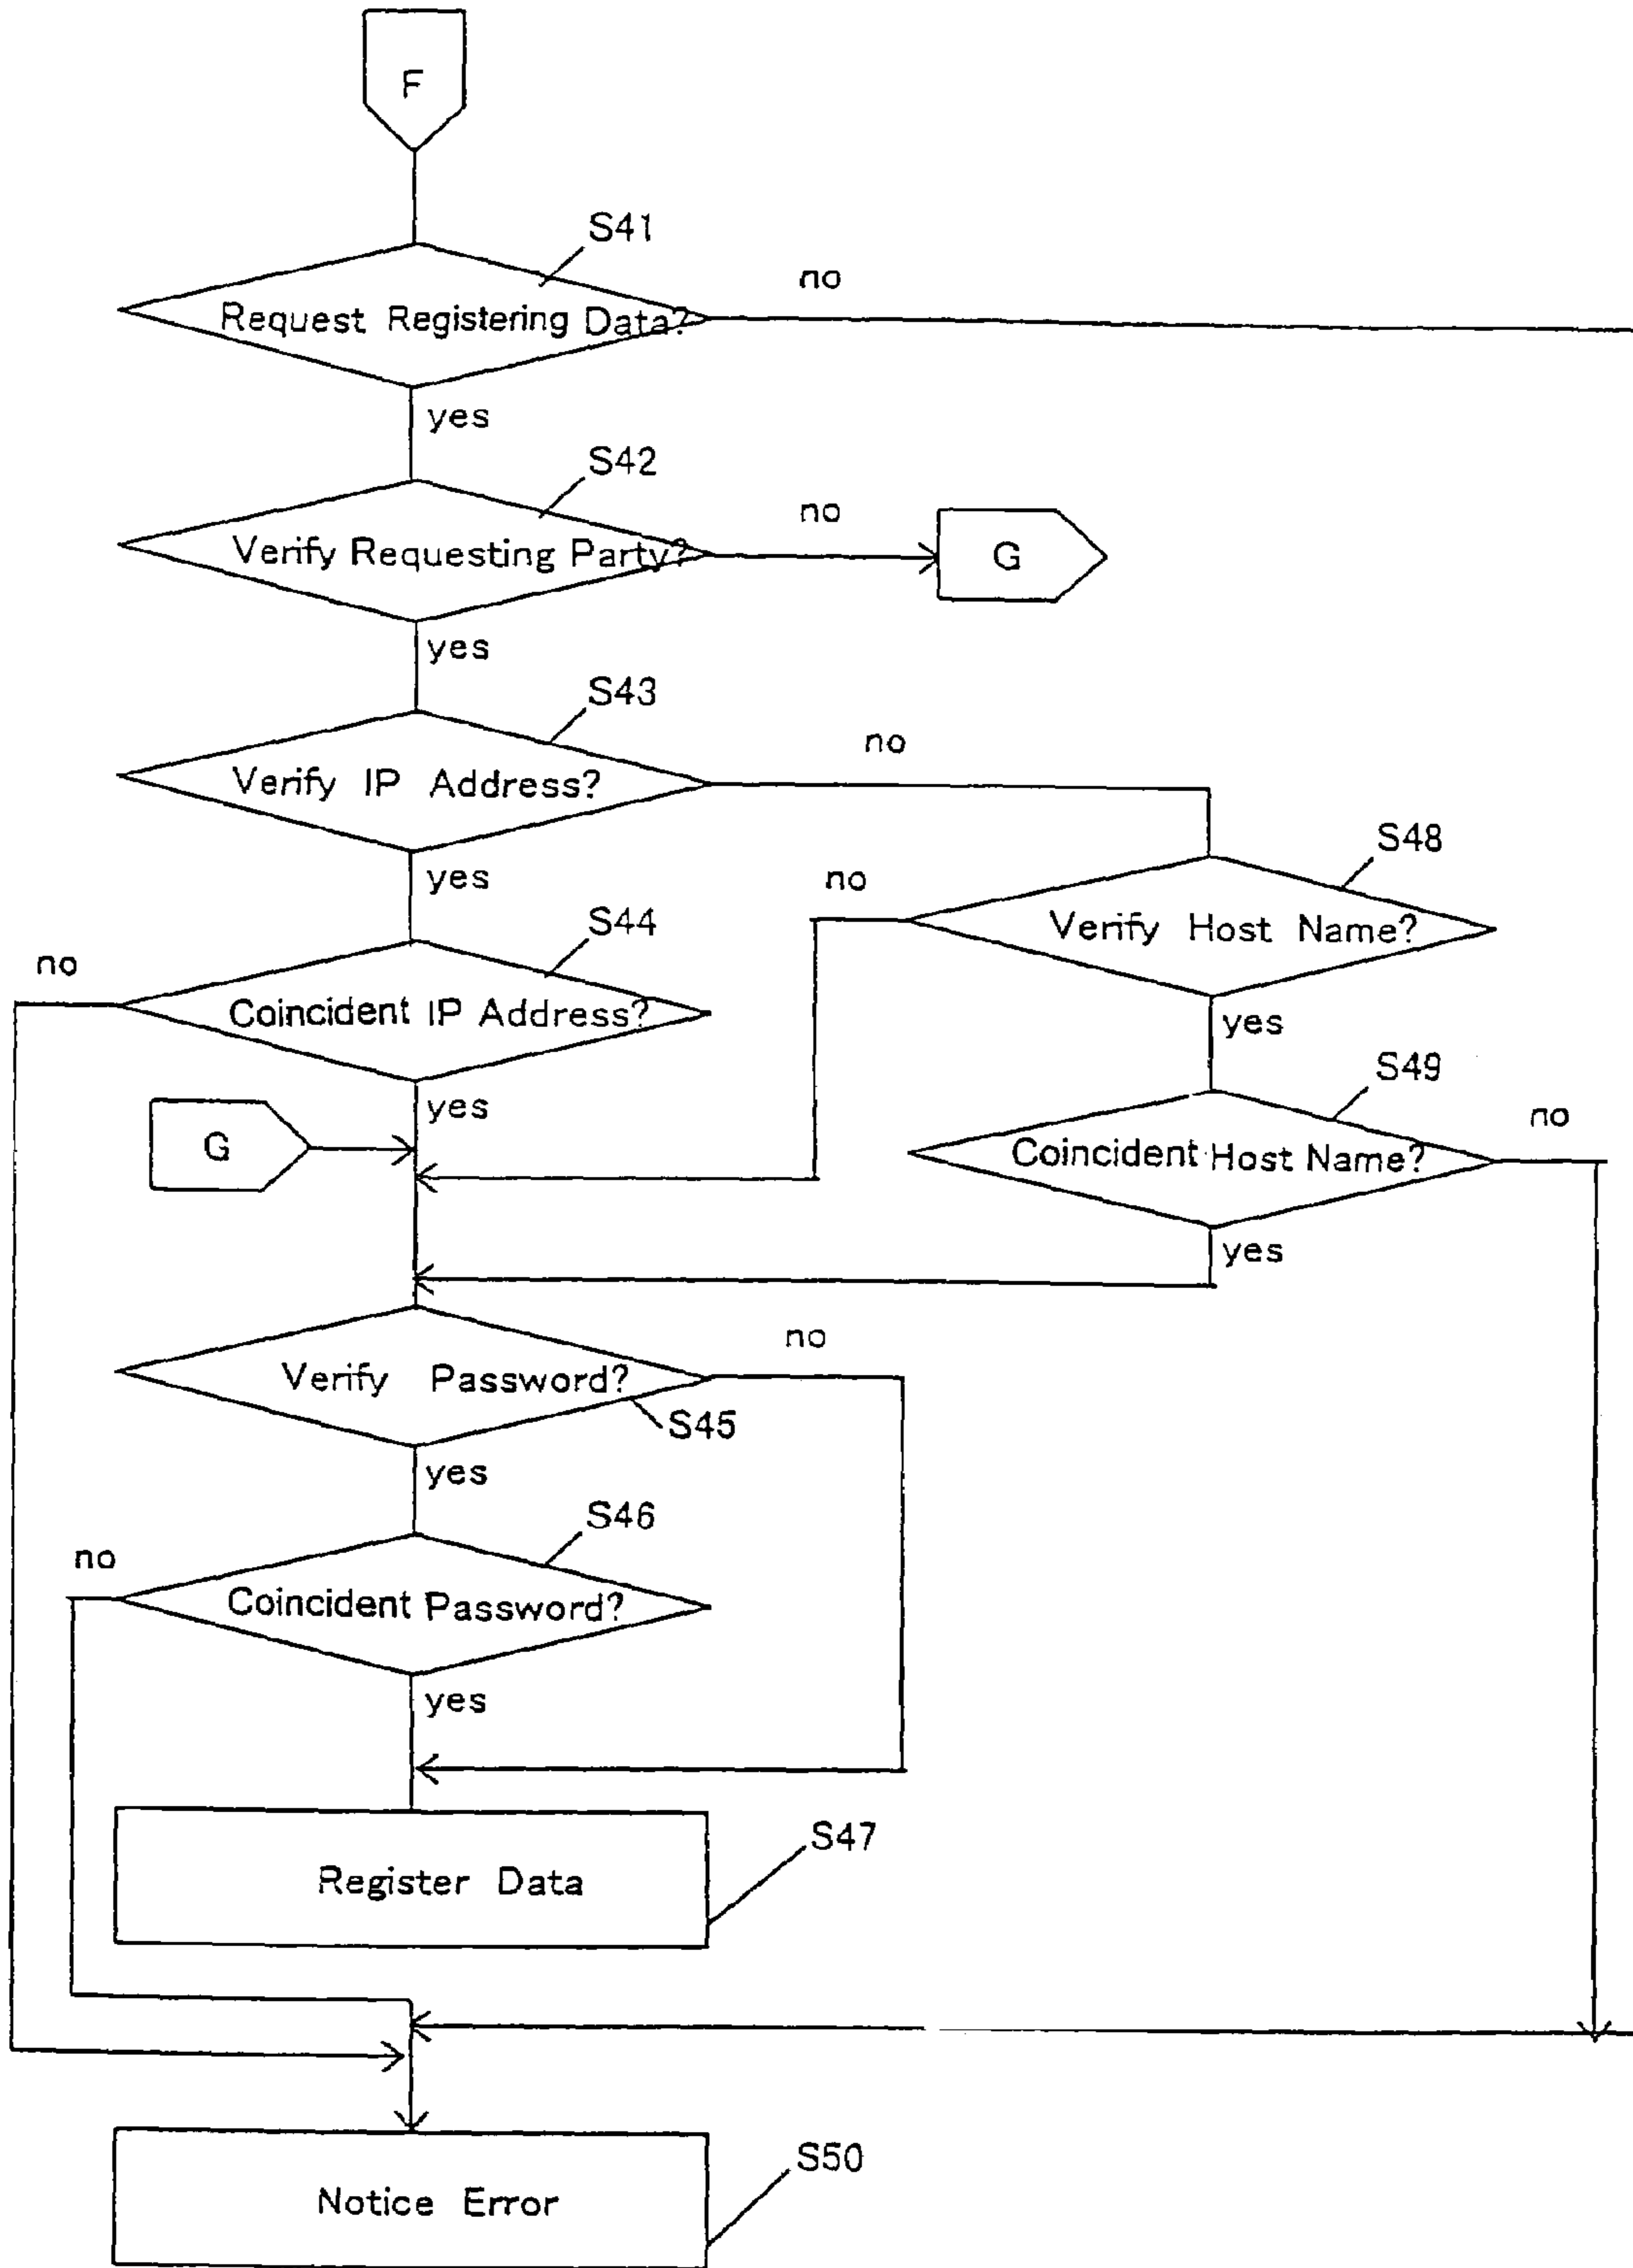 F
S41
no
Request Registering Data?
yes
S42
no
Verify Requesting Party?
G
yes
S43
no
Verify IP Address?
S48
yes
no
S44
Verify Host Name?
no
Coincident IP Address?
yes
S49
yes
no
G
Coincident Host Name?
yes
no
Verify Password?
S45
yes
S46
no
Coincident Password?
yes
S47
Register Data
S50
Notice Error